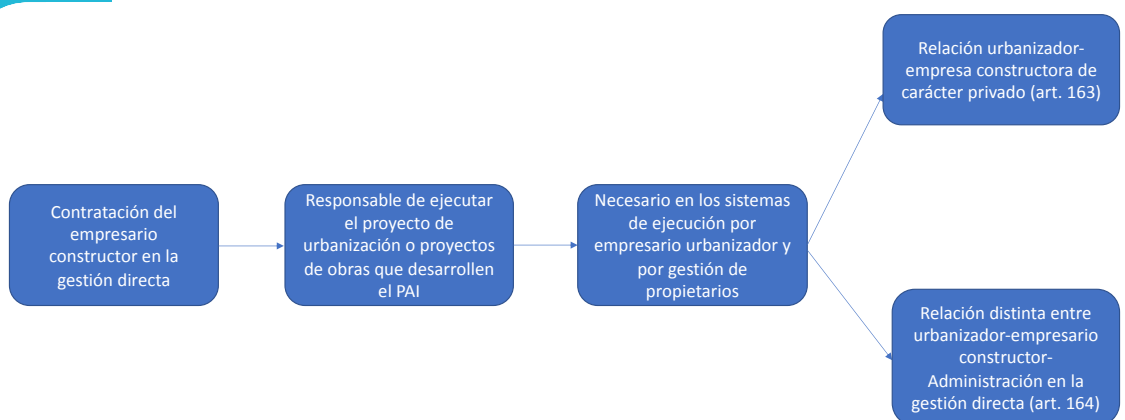 Contratación del
empresario
constructor en la
gestión directa
Responsable de ejecutar
el proyecto de
urbanización o proyectos
de obras que desarrollen
el PAI
Necesario en los sistemas
de ejecución por
empresario urbanizador y
por gestión de
propietarios
Relación urbanizador-
empresa constructora de
carácter privado (art. 163)
Relación distinta entre
urbanizador-empresario
constructor-
Administración en la
gestión directa (art. 164)